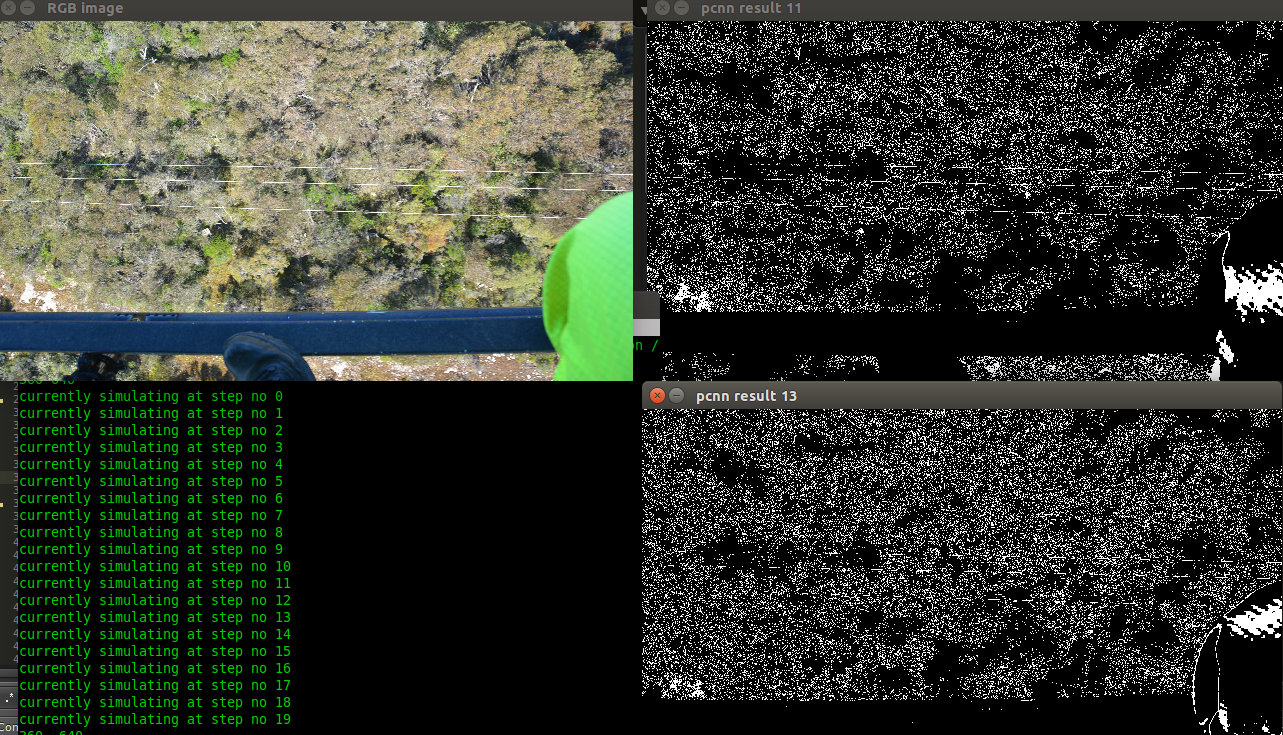 RGB image
pcnn result 11
n /
pcnn result 13
currently simulating at step no 0
currently simulating at step no 1
currently simulating at step no 2
currently simulating at step no 3
currently simulating at step no 4
currently simulating at step no 5
currently simulating at step no 6
currently simulating at step no 7
currently simulating at step no 8
currently simulating at step no 9
currently simulating at step no 10
currently simulating at step no 11
currently simulating at step no 12
currently simulating at step no 13
currently simulating at step no 14
currently simulating at step no 15
currently simulating at step no 16
currently simulating at step no 17
currently simulating at step no 18
currently simulating at step no 19
Con